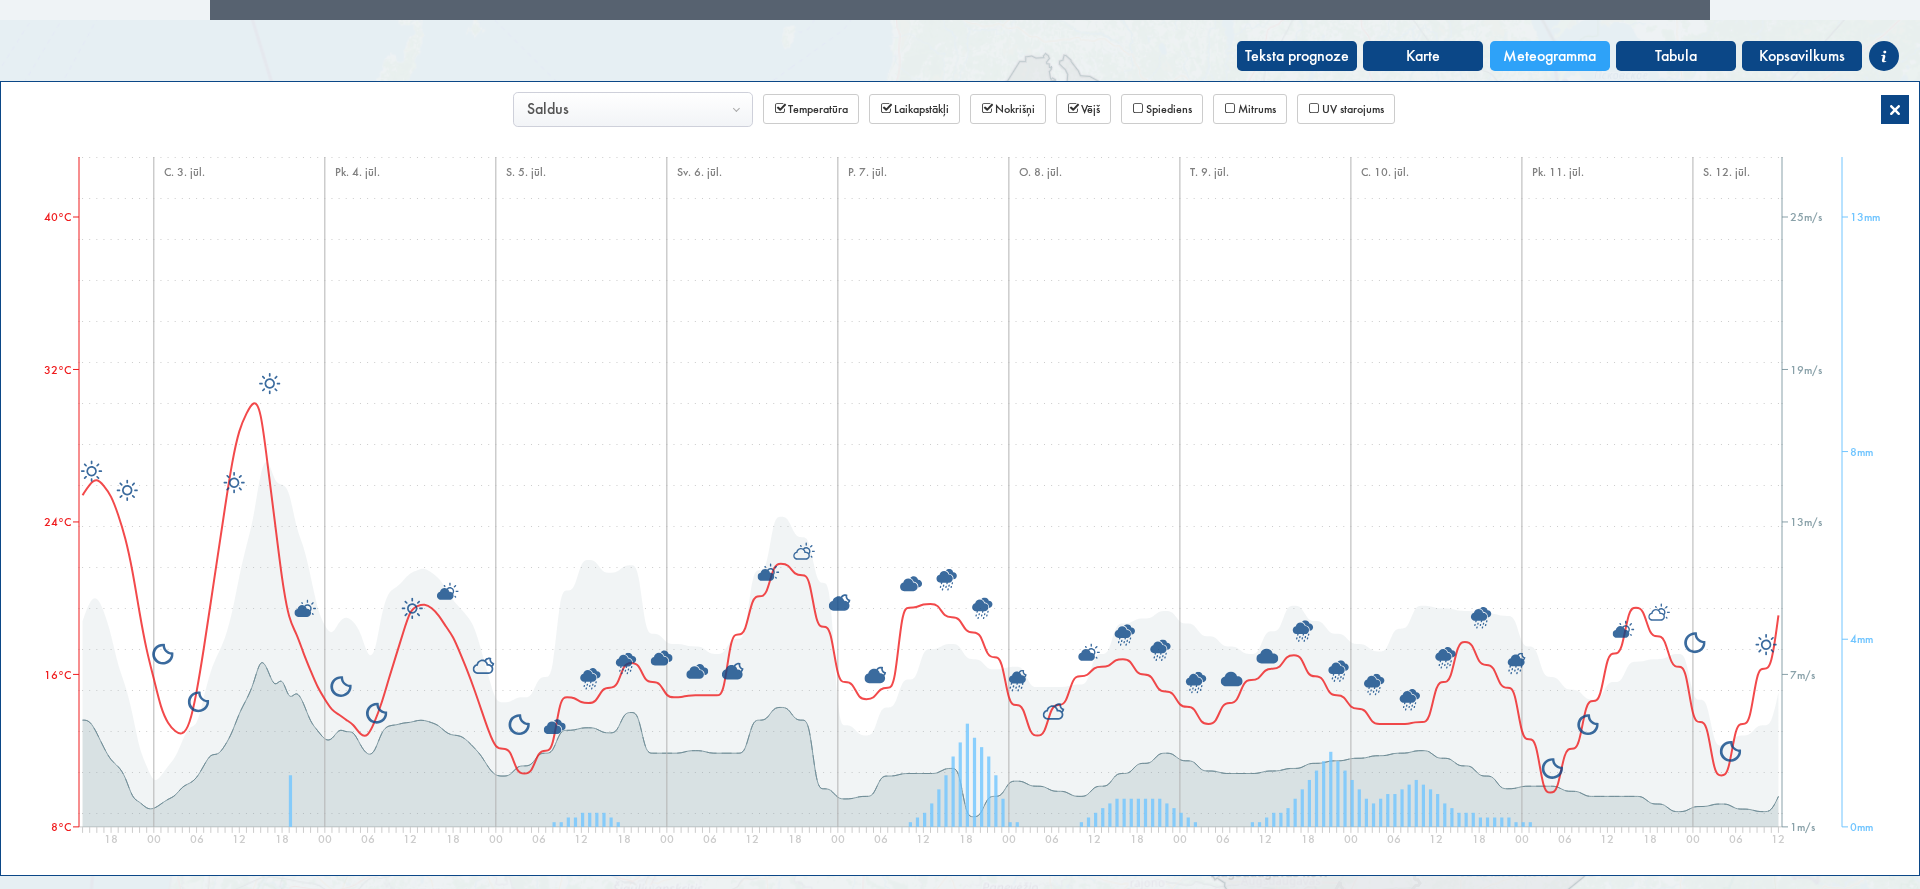 Teksta prognoze
Karte
Meteogramma
Tabula
Kopsavilkums
i
Saldus
Temperatūra
Laikapstākļi
Nokrišņi
Vējš
Spiediens
Mitrums
UV starojums
C. 3. jūl.
Pk. 4. jūl.
S. 5. jūl.
Sv. 6. jūl.
P. 7. jūl.
O. 8. jūl.
T. 9. jūl.
C. 10. jūl.
Pk. 11. jūl.
S. 12. jūl.
40°C
25m/s
13mm
32°C
19m/s
8mm
24°C
13m/s
4mm
16°C
7m/s
8°C
1m/s
0mm
18 00 06 12 18 00 06 12 18 00 06 12 18 00 06 12 18 00 06 12 18 00 06 12 18 00 06 12 18 00 06 12 18 00 06 12 18 00 06 12